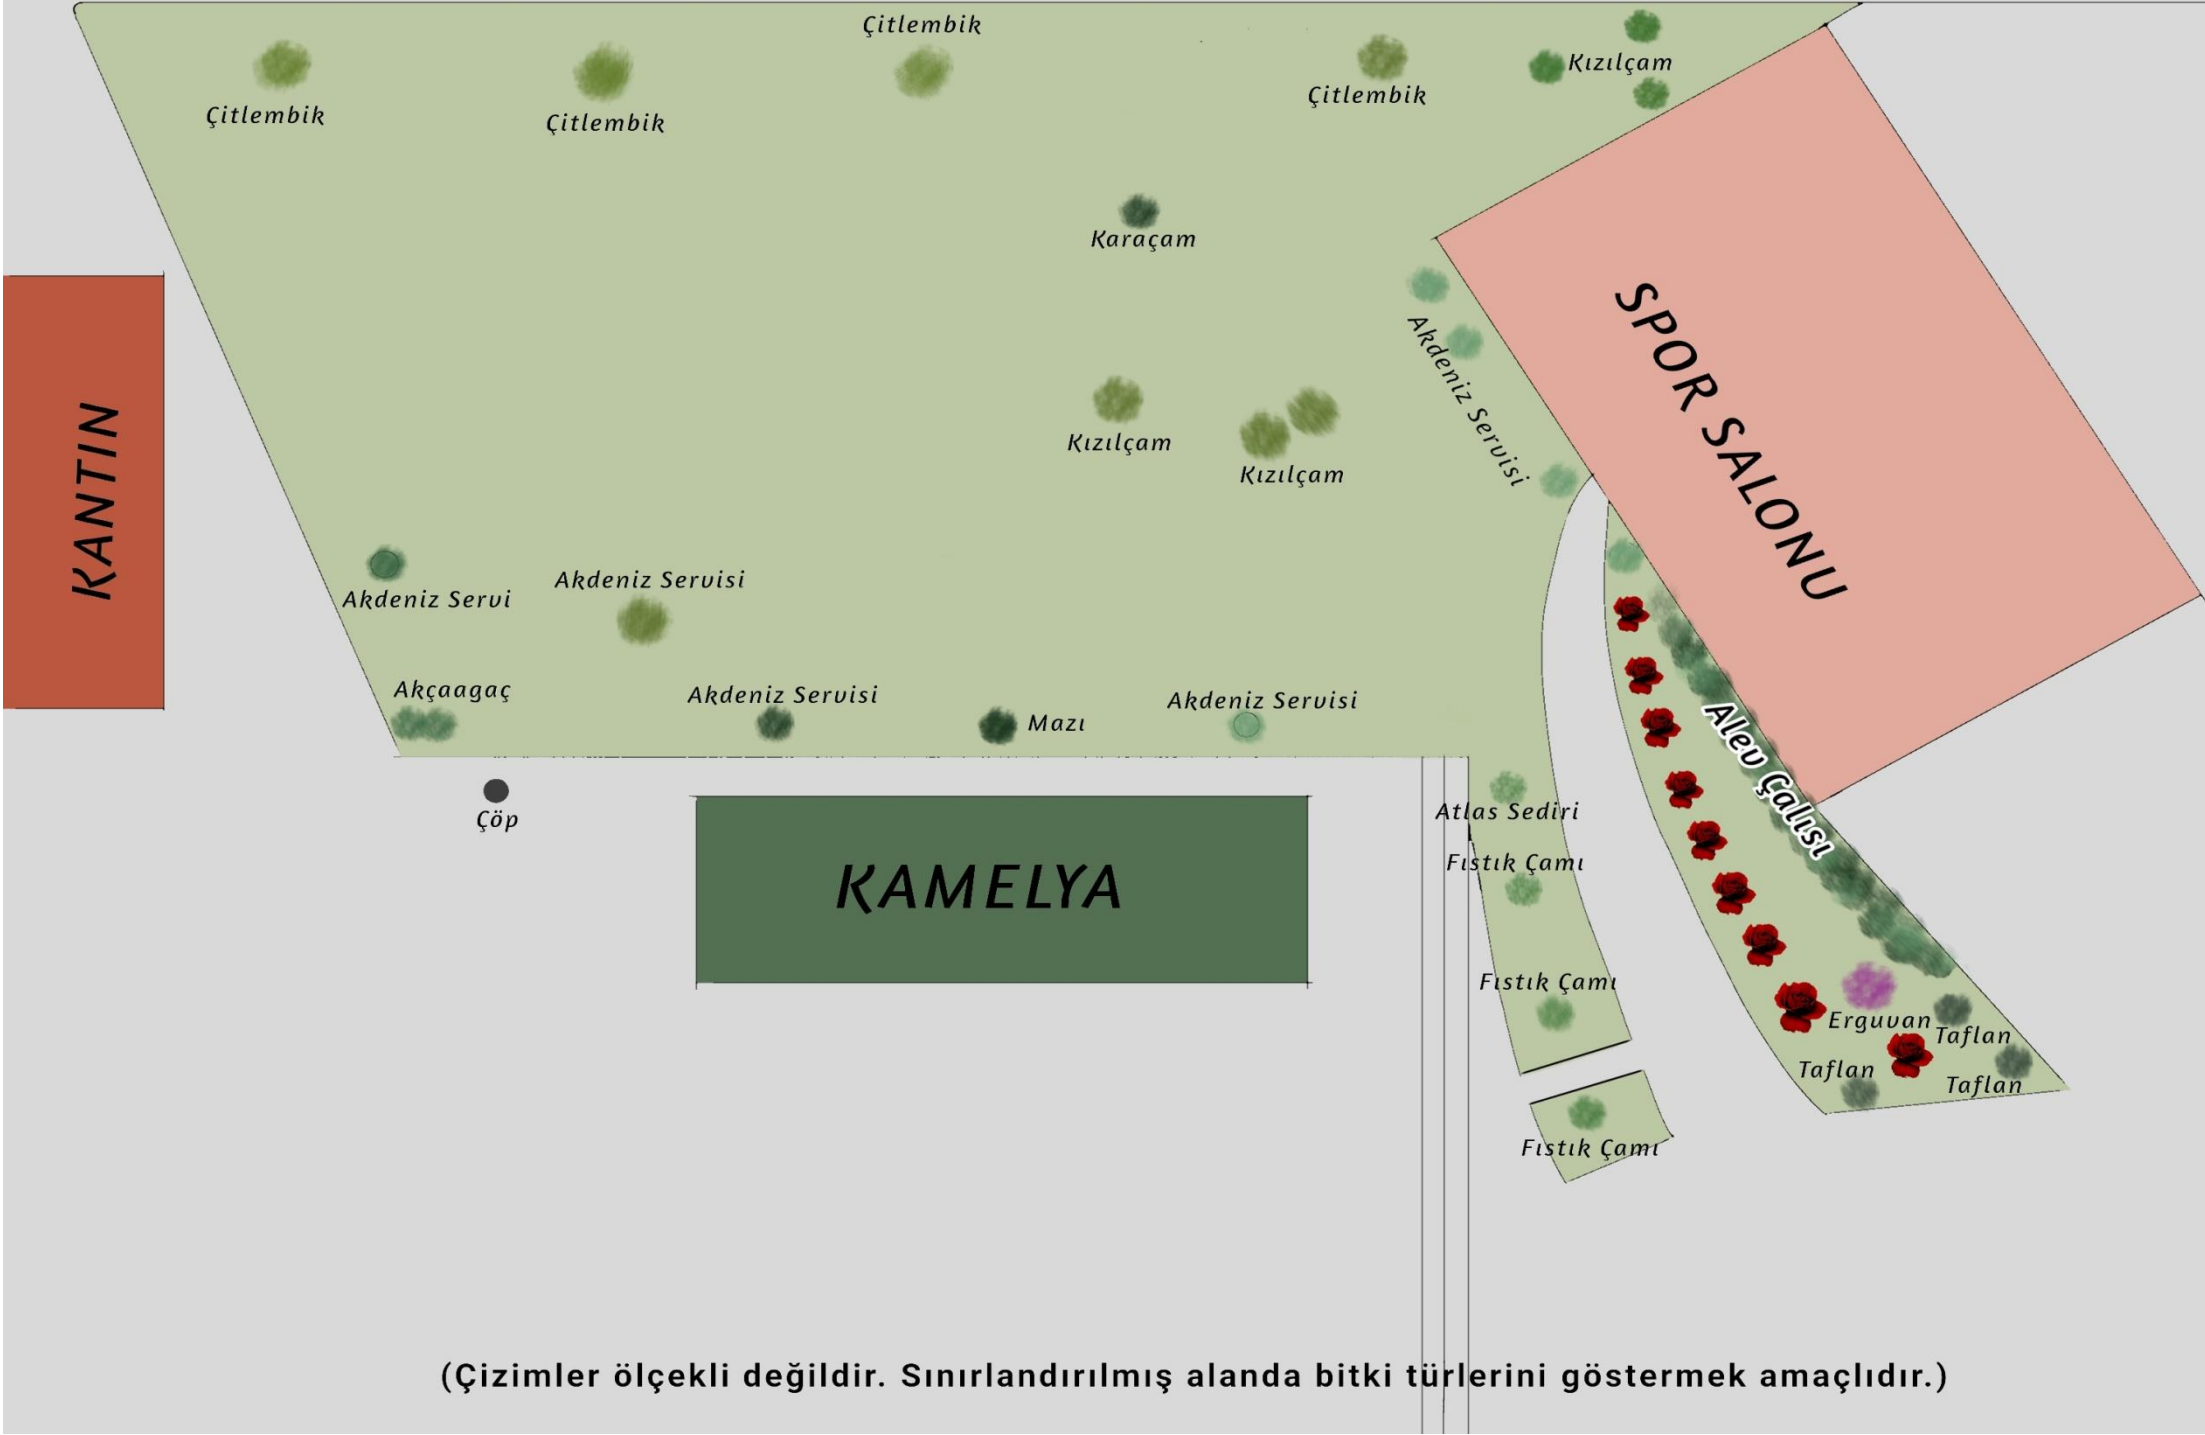 Çitlembik
Kızılçam
Çitlembik
Çitlembik
Çitlembik
Karaçam
SPOR SALONU
Akdeniz Servisi
KANTIN
Kızılçam
Kızılçam
Akdeniz Servisi
Akdeniz Servi
Akçaagaç
Akdeniz Servisi
Mazı
Akdeniz Servisi
Alev Çalısı
Çöp
Atlas Sediri
Fıstık Çamı
KAMELYA
Fıstık Çamı
Erguvan
Taflan
Taflan
Taflan
Fıstık Çamı
(Çizimler ölçekli değildir. Sınırlandırılmış alanda bitki türlerini göstermek amaçlıdır.)